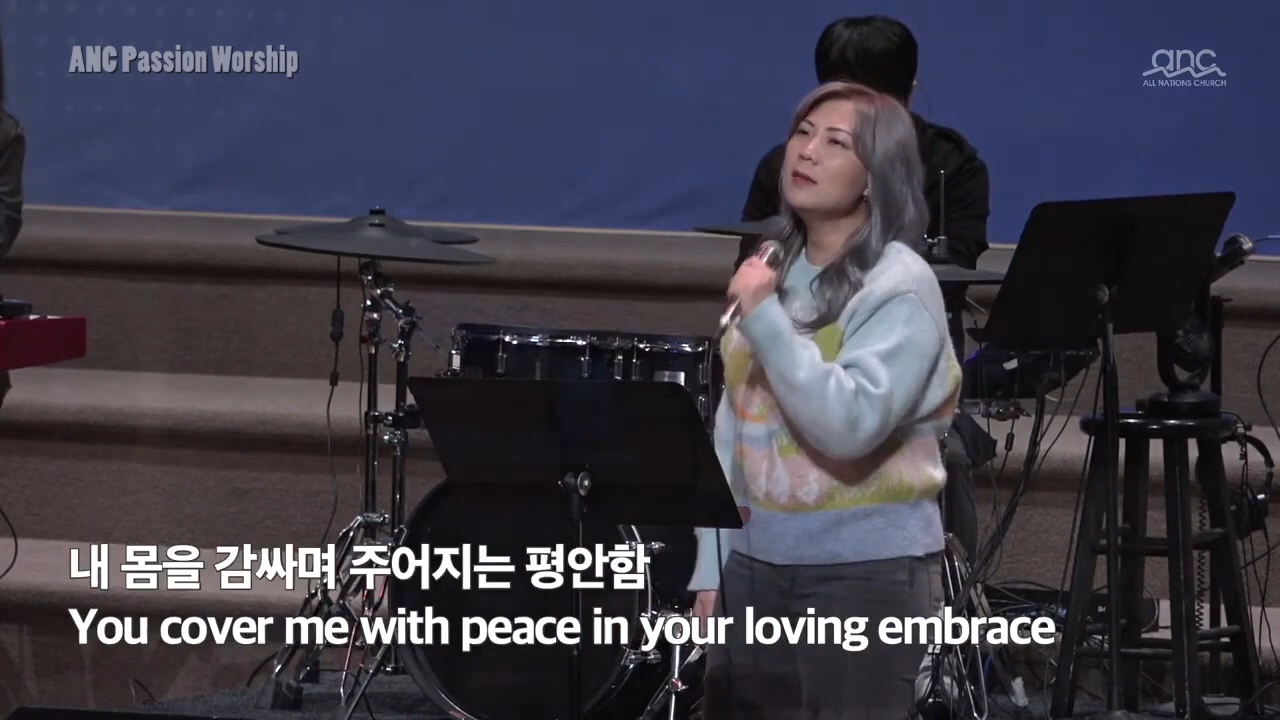 ANC Passion Worship
anc
ALL NATIONS CHURCH
내 몸을 감싸며 주어지는 평안함
You cover me with peace in your loving embrace